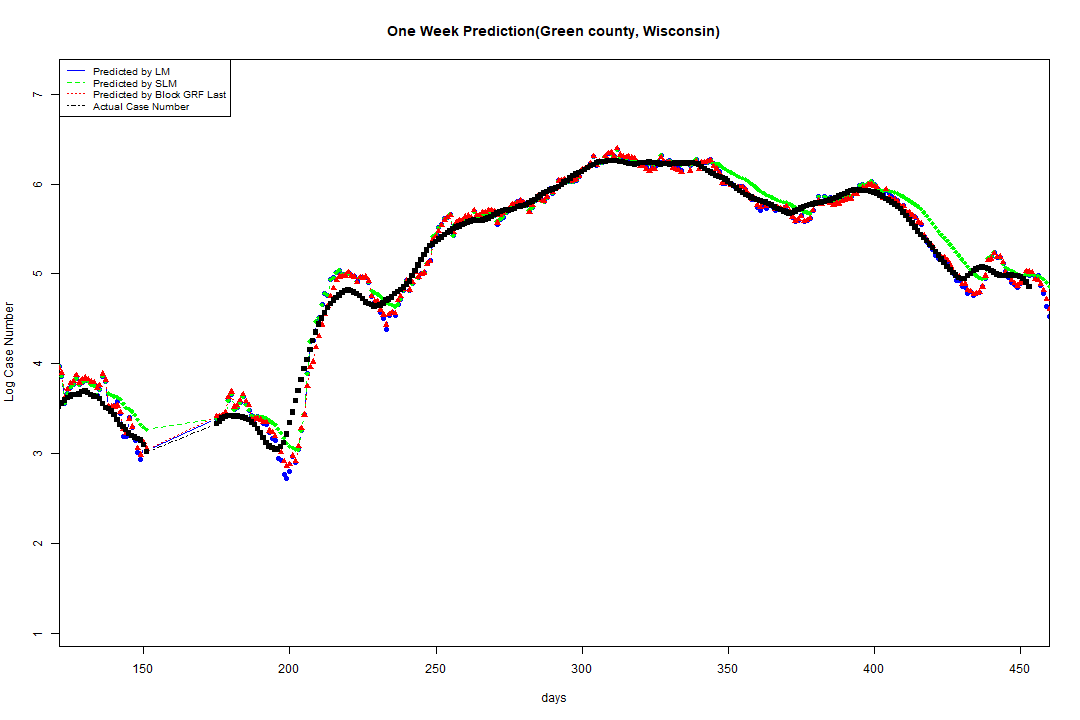 One Week Prediction(Green county, Wisconsin)
Predicted by LM
Predicted by SLM
Predicted by Block GRF Last
Actual Case Number
Log Case Number
7
6
5
4
3
2
1
150 200 250 300 350 400 450
days